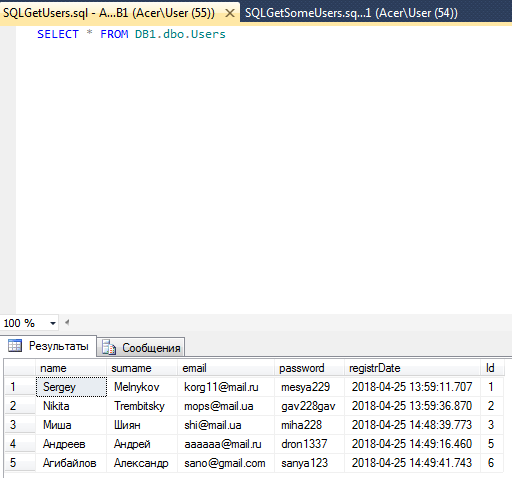 SQLGetUsers.sql - A...B1 (Acer\User (55)) SQLGetSomeUsers.sq...1 (Acer\User (54))
SELECT * FROM DB1.dbo.Users
100 %
Результаты Сообщения
name surname email password registrDate Id
1 Sergey Melnykov korg11@mail.ru mesya229 2018-04-25 13:59:11.707 1
2 Nikita Trembitsky mops@mail.ua gav228gav 2018-04-25 13:59:36.870 2
3 Миша Шиян shi@mail.ua miha228 2018-04-25 14:48:39.773 3
4 Андреев Андрей aaaaaa@mail.ru dron1337 2018-04-25 14:49:16.460 5
5 Агибайлов Александр sano@gmail.com sanya123 2018-04-25 14:49:41.743 6